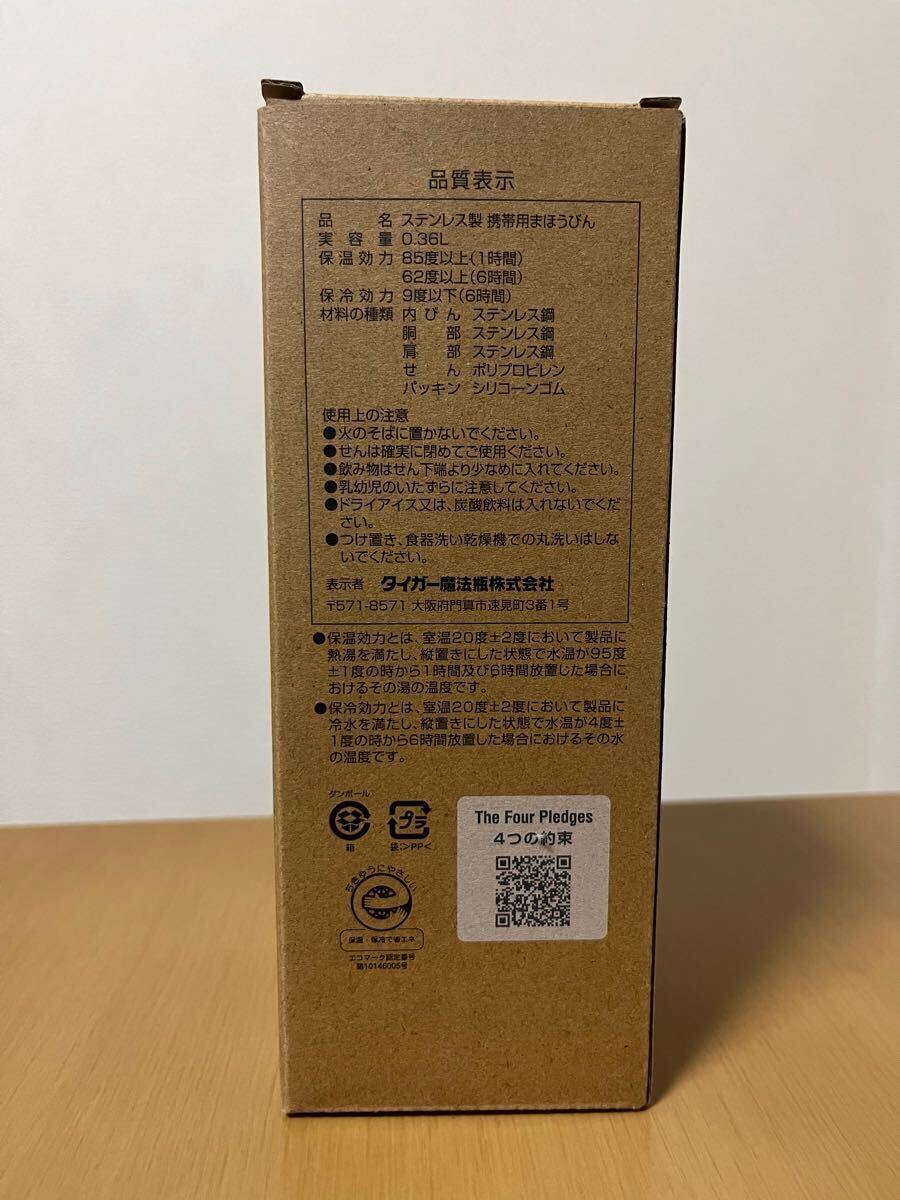 品質表示
品名 ステンレス製 携帯用まほうびん
実容量 0.36L
保温効力 85度以上(1時間)
62度以上(6時間)
保冷効力 9度以下(6時間)
材料の種類 内びん ステンレス鋼
胴部 ステンレス鋼
肩部 ステンレス鋼
せん ポリプロピレン
パッキン シリコーンゴム
使用上の注意
●火のそばに置かないでください。
●せんは確実に閉めてご使用ください。
●飲み物はせん下端より少なめに入れてください。
●乳幼児のいたずらに注意してください。
●ドライアイス又は、炭酸飲料は入れないでくだ
さい。
●つけ置き、食器洗い乾燥機での丸洗いはしな
いでください。
表示者 タイガー魔法瓶株式会社
〒571-8571 大阪府門真市速見町3番1号
●保温効力とは、室温20度±2度において製品に
熱湯を満たし、縦置きにした状態で水温が95度
±1度の時から1時間及び6時間放置した場合に
おけるその湯の温度です。
●保冷効力とは、室温20度±2度において製品に
冷水を満たし、縦置きにした状態で水温が4度±
1度の時から6時間放置した場合におけるその水
の温度です。
ダンボール
箱
プラ
袋:>PP<
The Four Pledges
4つの約束
ちきゅうにやさしい
保温・保冷で省エネ
エコマーク認定番号
第10146005号